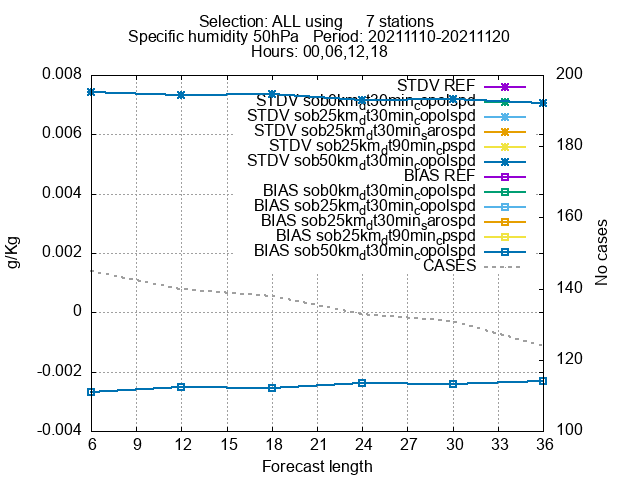 Selection: ALL using 7 stations
Specific humidity 50hPa Period: 20211110-20211120
Hours: 00,06,12,18
0.008
0.006
0.004
0.002
0
-0.002
-0.004
200
180
160
140
120
100
g/Kg
No cases
STDV REF
STDV sob0km_dt30min_copolspd
STDV sob25km_dt30min_copolspd
STDV sob25km_dt30min_sarospd
STDV sob25km_dt90min_cpspd
STDV sob50km_dt30min_copolspd
BIAS REF
BIAS sob0km_dt30min_copolspd
BIAS sob25km_dt30min_copolspd
BIAS sob25km_dt30min_sarospd
BIAS sob25km_dt90min_cpspd
BIAS sob50km_dt30min_copolspd
CASES
6 9 12 15 18 21 24 27 30 33 36
Forecast length